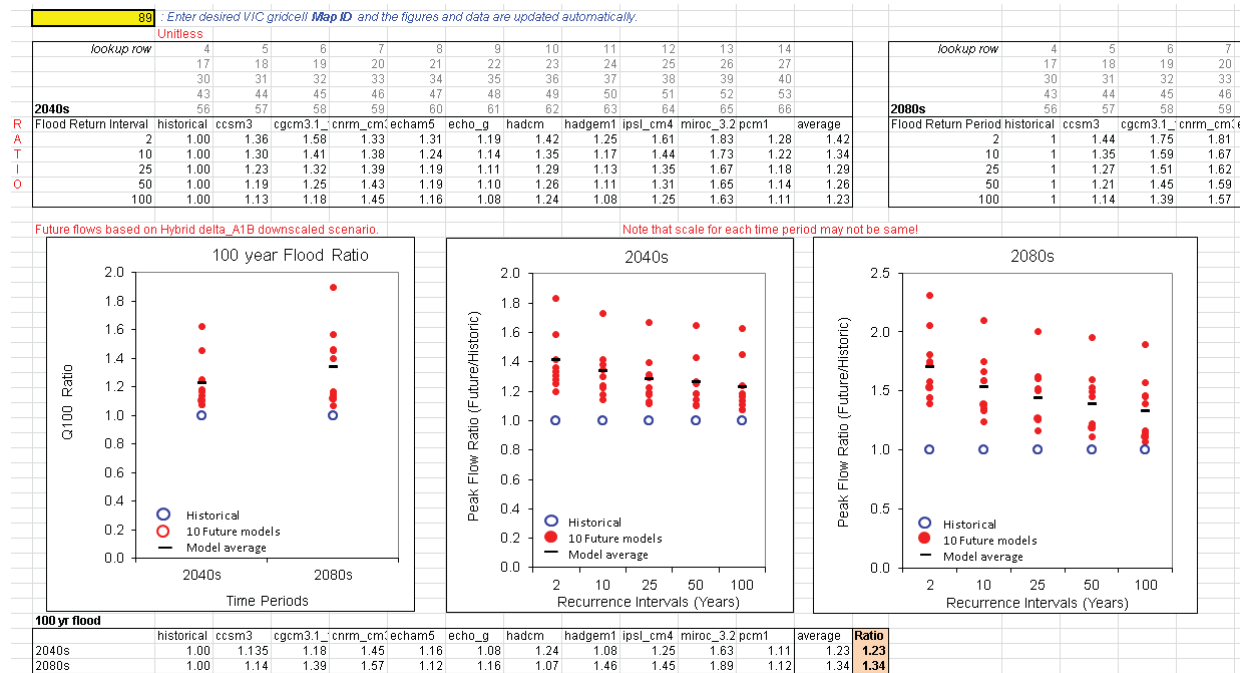 89 : Enter desired VIC gridcell Map ID and the figures and data are updated automatically.
Unitless
lookup row 4 5 6 7 8 9 10 11 12 13 14 lookup row 4 5 6 7
17 18 19 20 21 22 23 24 25 26 27 17 18 19 20
30 31 32 33 34 35 36 37 38 39 40 30 31 32 33
43 44 45 46 47 48 49 50 51 52 53 43 44 45 46
2040s 56 57 58 59 60 61 62 63 64 65 66 2080s 56 57 58 59
R Flood Return Interval historical ccsm3 cgcm3.1_ cnrm_cm3 echam5 echo_g hadcm hadgem1 ipsl_cm4 miroc_3.2 pcm1 average Flood Return Period historical ccsm3 cgcm3.1_ cnrm_cm3 e
A 2 1.00 1.36 1.58 1.33 1.31 1.19 1.42 1.25 1.61 1.83 1.28 1.42 2 1 1.44 1.75 1.81
T 10 1.00 1.30 1.41 1.38 1.24 1.14 1.35 1.17 1.44 1.73 1.22 1.34 10 1 1.35 1.59 1.67
I 25 1.00 1.23 1.32 1.39 1.19 1.11 1.29 1.13 1.35 1.67 1.18 1.29 25 1 1.27 1.51 1.62
O 50 1.00 1.19 1.25 1.43 1.19 1.10 1.26 1.11 1.31 1.65 1.14 1.26 50 1 1.21 1.45 1.59
100 1.00 1.13 1.18 1.45 1.16 1.08 1.24 1.08 1.25 1.63 1.11 1.23 100 1 1.14 1.39 1.57
Future flows based on Hybrid delta_A1B downscaled scenario. Note that scale for each time period may not be same!
100 year Flood Ratio
Q100 Ratio
2.0
1.8
1.6
1.4
1.2
1.0
0.8
0.6
0.4
0.2
0.0
Historical
10 Future models
Model average
2040s 2080s
Time Periods
2040s
Peak Flow Ratio (Future/Historic)
2.0
1.8
1.6
1.4
1.2
1.0
0.8
0.6
0.4
0.2
0.0
Historical
10 Future models
Model average
2 10 25 50 100
Recurrence Intervals (Years)
2080s
Peak Flow Ratio (Future/Historic)
2.5
2.0
1.5
1.0
0.5
0.0
Historical
10 Future models
Model average
2 10 25 50 100
Recurrence Intervals (Years)
100 yr flood
historical ccsm3 cgcm3.1_ cnrm_cm3 echam5 echo_g hadcm hadgem1 ipsl_cm4 miroc_3.2 pcm1 average Ratio
2040s 1.00 1.135 1.18 1.45 1.16 1.08 1.24 1.08 1.25 1.63 1.11 1.23 1.23
2080s 1.00 1.14 1.39 1.57 1.12 1.16 1.07 1.46 1.45 1.89 1.12 1.34 1.34